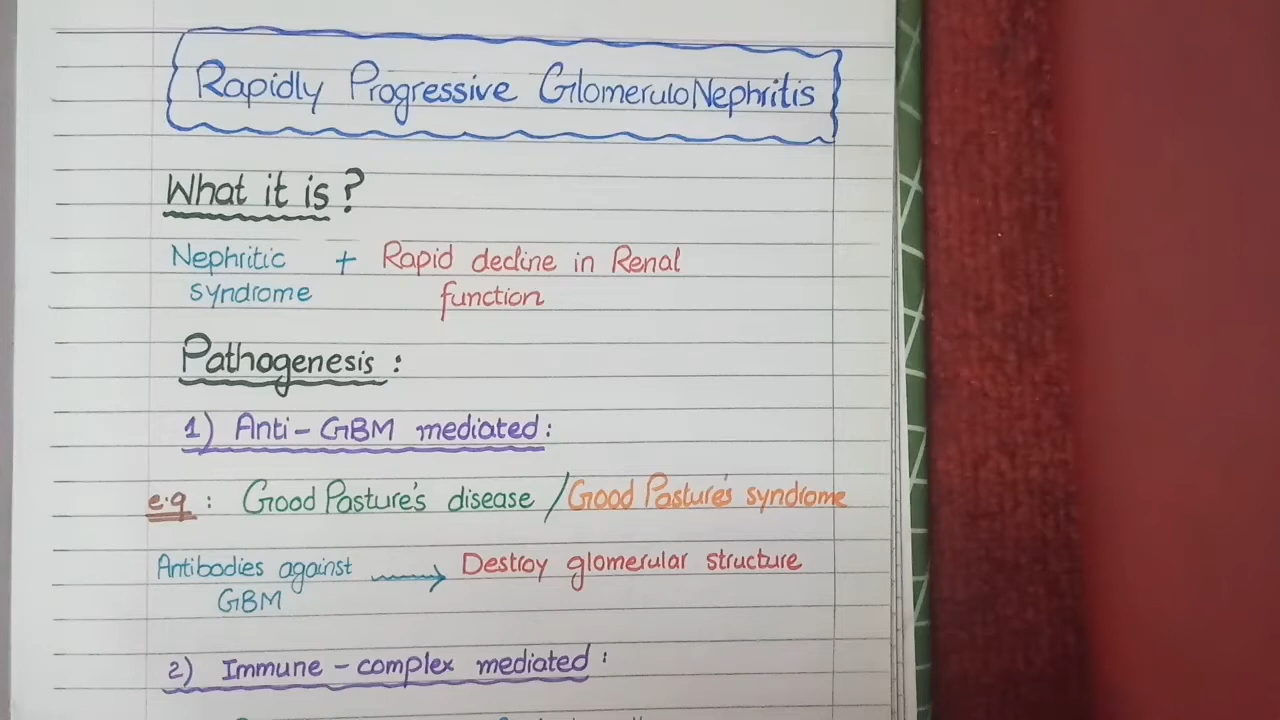 Rapidly Progressive GlomeruloNephritis
What it is?
Nephritic + Rapid decline in Renal
syndrome function
Pathogenesis :
1) Anti-GBM mediated:
e.g : Good Pasture's disease / Good Pasture's syndrome
Antibodies against → Destroy glomerular structure
GBM
2) Immune-complex mediated: